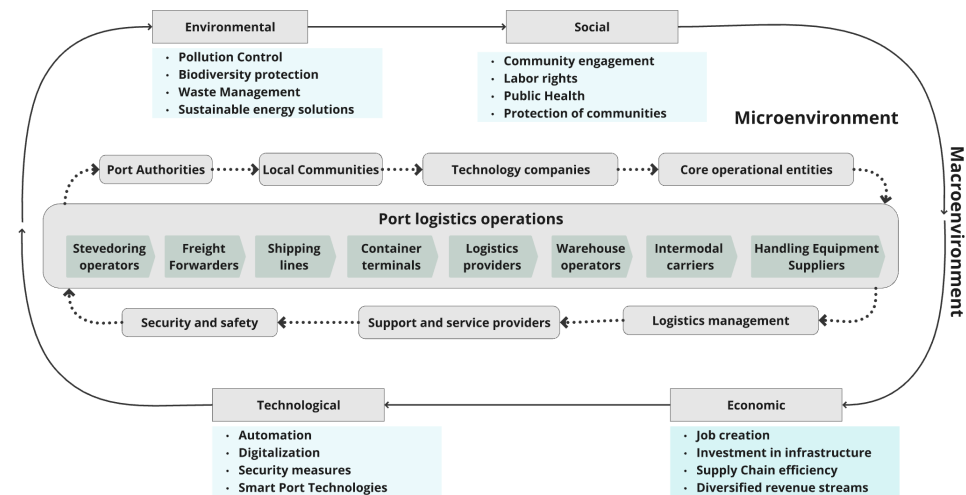 Environmental
Social
• Pollution Control
• Biodiversity protection
• Waste Management
• Sustainable energy solutions
• Community engagement
• Labor rights
• Public Health
• Protection of communities
Microenvironment
Macroenvironment
Port Authorities
Local Communities
Technology companies
Core operational entities
Port logistics operations
Stevedoring
operators
Freight
Forwarders
Shipping
lines
Container
terminals
Logistics
providers
Warehouse
operators
Intermodal
carriers
Handling Equipment
Suppliers
Security and safety
Support and service providers
Logistics management
Technological
Economic
• Automation
• Digitalization
• Security measures
• Smart Port Technologies
• Job creation
• Investment in infrastructure
• Supply Chain efficiency
• Diversified revenue streams